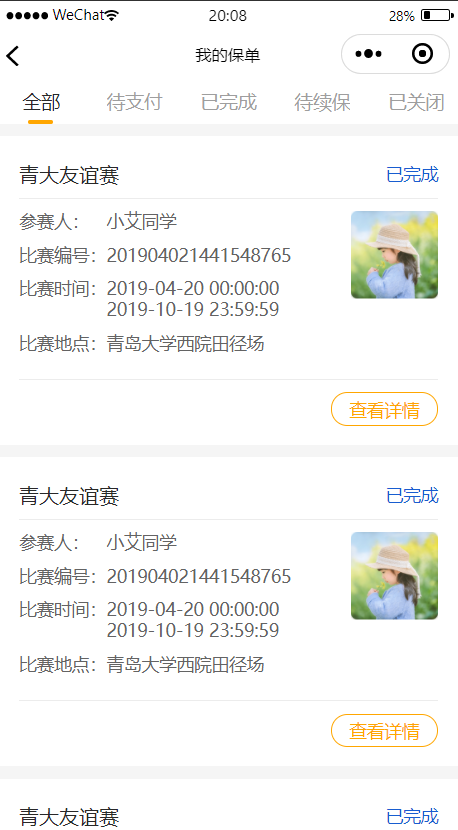 WeChat 20:08 28%
我的保单
全部 待支付 已完成 待续保 已关闭
青大友谊赛 已完成
参赛人： 小艾同学
比赛编号：201904021441548765
比赛时间：2019-04-20 00:00:00
2019-10-19 23:59:59
比赛地点：青岛大学西院田径场
查看详情
青大友谊赛 已完成
参赛人： 小艾同学
比赛编号：201904021441548765
比赛时间：2019-04-20 00:00:00
2019-10-19 23:59:59
比赛地点：青岛大学西院田径场
查看详情
青大友谊赛 已完成